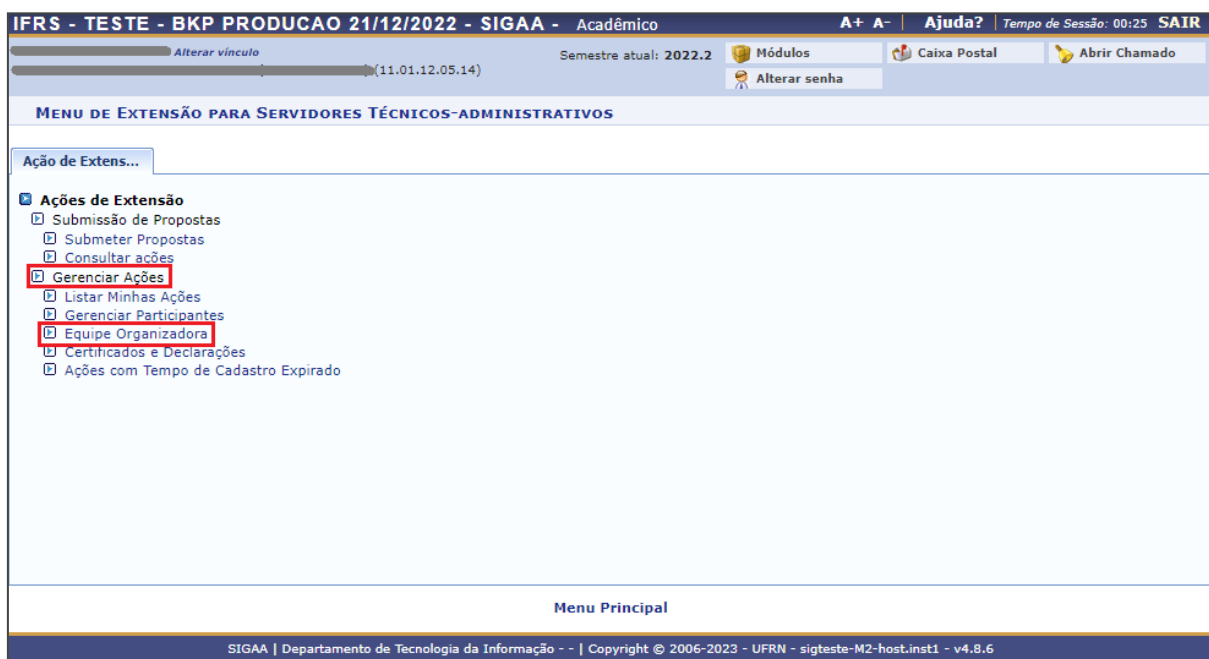 IFRS - TESTE - BKP PRODUCAO 21/12/2022 - SIGAA - Acadêmico A+ A- | Ajuda? | Tempo de Sessão: 00:25 SAIR
Alterar vínculo Semestre atual: 2022.2 Módulos Caixa Postal Abrir Chamado
(11.01.12.05.14) Alterar senha
MENU DE EXTENSÃO PARA SERVIDORES TÉCNICOS-ADMINISTRATIVOS
Ação de Extens...
Ações de Extensão
Submissão de Propostas
Submeter Propostas
Consultar ações
Gerenciar Ações
Listar Minhas Ações
Gerenciar Participantes
Equipe Organizadora
Certificados e Declarações
Ações com Tempo de Cadastro Expirado
Menu Principal
SIGAA | Departamento de Tecnologia da Informação - - | Copyright © 2006-2023 - UFRN - sigteste-M2-host.inst1 - v4.8.6